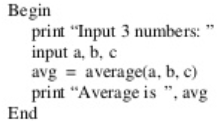 Begin
print “Input 3 numbers: ”
input a, b, c
avg = average(a, b, c)
print “Average is ”, avg
End